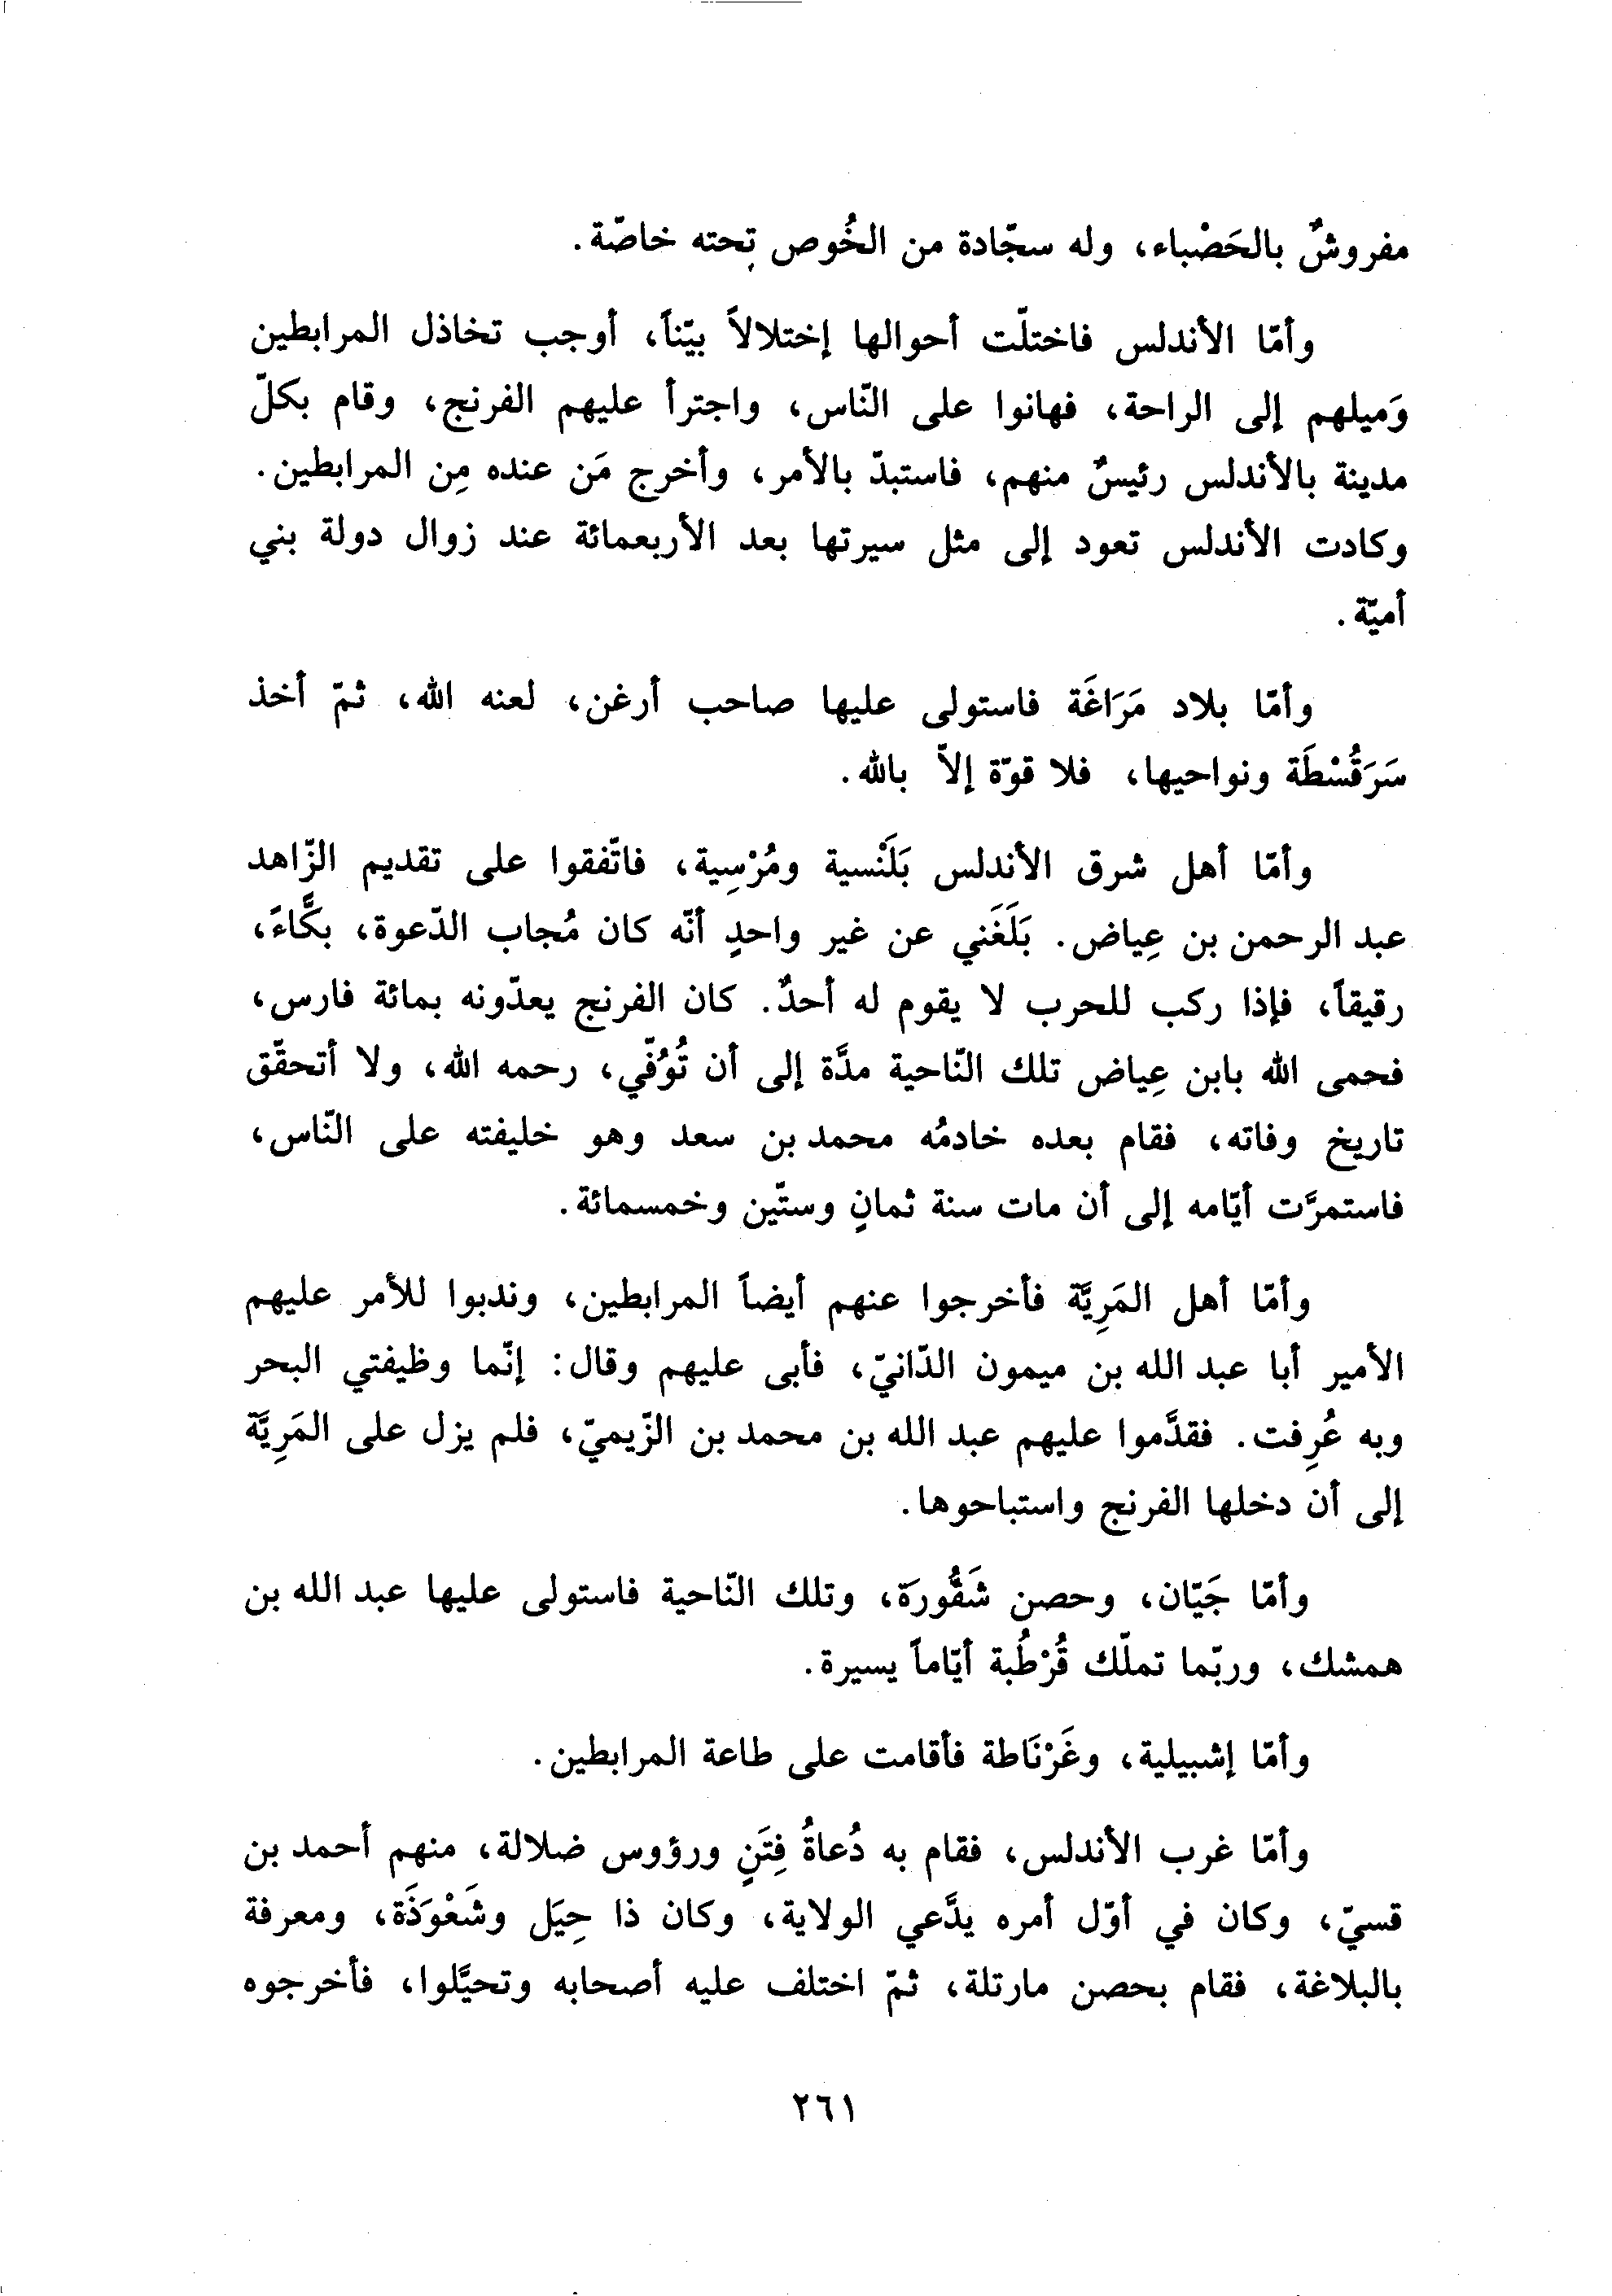 مفروشٌ بالحَصْباء، وله سجّادة من الخُوص تحته خاصّة.
وأمّا الأندلس فاختلّت أحوالها إختلالاً بيّناً، أوجب تخاذل المرابطين
وَميلهم إلى الراحة، فهانوا على النّاس، واجترأ عليهم الفرنج، وقام بكلّ
مدينة بالأندلس رئيسٌ منهم، فاستبدّ بالأمر، وأخرج مَن عنده مِن المرابطين.
وكادت الأندلس تعود إلى مثل سيرتها بعد الأربعمائة عند زوال دولة بني
أميّة.
وأمّا بلاد مَرَاغَة فاستولى عليها صاحب أرغن، لعنه الله، ثمّ أخذ
سَرَقُسْطَة ونواحيها، فلا قوّة إلاّ بالله.
وأمّا أهل شرق الأندلس بَلَنْسية ومُرْسِية، فاتّفقوا على تقديم الزّاهد
عبد الرحمن بن عِياض. بَلَغَني عن غير واحدٍ أنّه كان مُجاب الدّعوة، بكَّاءً،
رقيقاً، فإذا ركب للحرب لا يقوم له أحدٌ. كان الفرنج يعدّونه بمائة فارس،
فحمى الله بابن عِياض تلك النّاحية مدَّة إلى أن تُوُفّي، رحمه الله، ولا أتحقّق
تاريخ وفاته، فقام بعده خادمُه محمد بن سعد وهو خليفته على النّاس،
فاستمرَّت أيّامه إلى أن مات سنة ثمانٍ وستّين وخمسمائة.
وأمّا أهل المَرِيَّة فأخرجوا عنهم أيضاً المرابطين، وندبوا للأمر عليهم
الأمير أبا عبد الله بن ميمون الدّانيّ، فأبى عليهم وقال: إنّما وظيفتي البحر
وبه عُرِفت. فقدَّموا عليهم عبد الله بن محمد بن الزّيميّ، فلم يزل على المَرِيَّة
إلى أن دخلها الفرنج واستباحوها.
وأمّا جَيّان، وحصن شَقُّورَة، وتلك النّاحية فاستولى عليها عبد الله بن
همشك، وربّما تملّك قُرْطُبة أيّاماً يسيرة.
وأمّا إشبيلية، وغَرْنَاطة فأقامت على طاعة المرابطين.
وأمّا غرب الأندلس، فقام به دُعاةُ فِتَنٍ ورؤوس ضلالة، منهم أحمد بن
قسيّ، وكان في أوّل أمره يدَّعي الولاية، وكان ذا حِيَل وشَعْوَذَة، ومعرفة
بالبلاغة، فقام بحصن مارتلة، ثمّ اختلف عليه أصحابه وتحيَّلوا، فأخرجوه
٢٦١